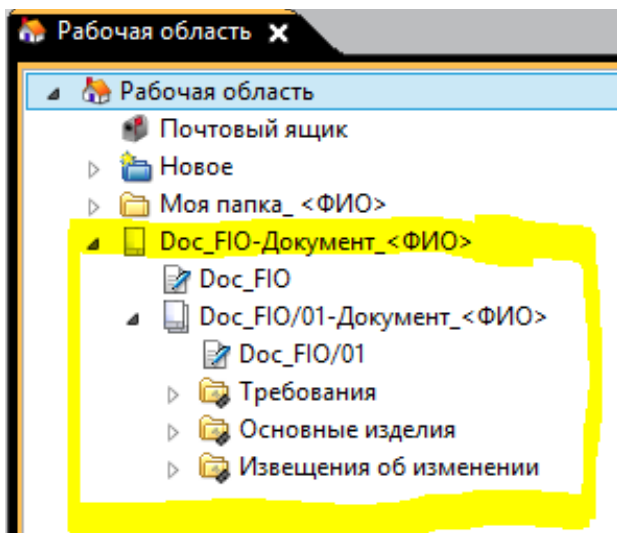 Рабочая область
Рабочая область
Почтовый ящик
Новое
Моя папка_ <ФИО>
Doc_FIO-Документ_<ФИО>
Doc_FIO
Doc_FIO/01-Документ_<ФИО>
Doc_FIO/01
Требования
Основные изделия
Извещения об изменении